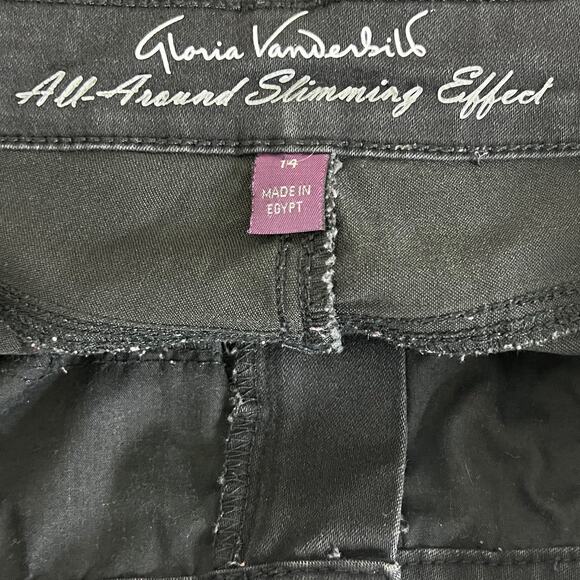 Gloria Vanderbilt
All-Around Slimming Effect
14
MADE IN
EGYPT